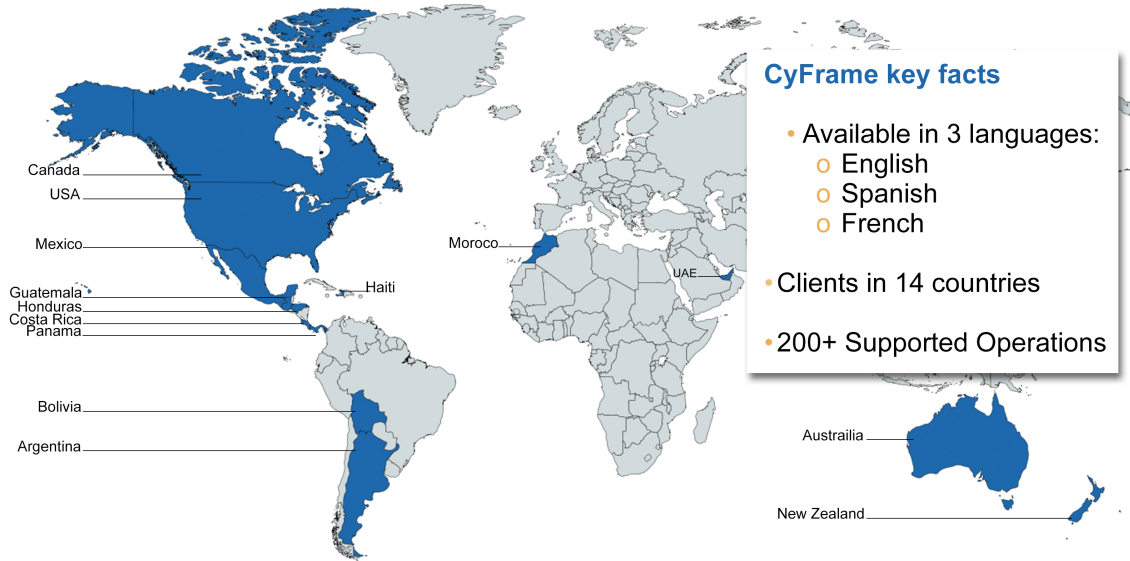 CyFrame key facts
• Available in 3 languages:
o English
o Spanish
o French
• Clients in 14 countries
• 200+ Supported Operations
Canada
USA
Mexico
Guatemala
Honduras
Costa Rica
Panama
Haiti
Bolivia
Argentina
Moroco
UAE
Austrailia
New Zealand